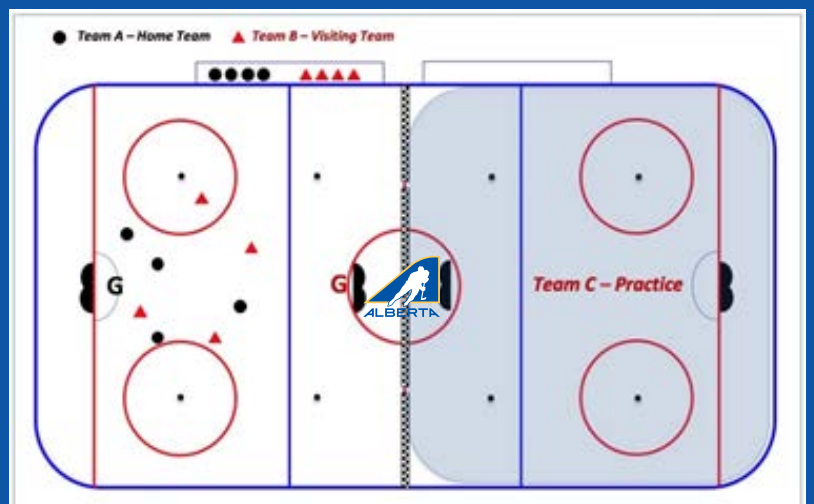 Team A – Home Team
Team B – Visiting Team
G
G
Team C – Practice
ALBERTA